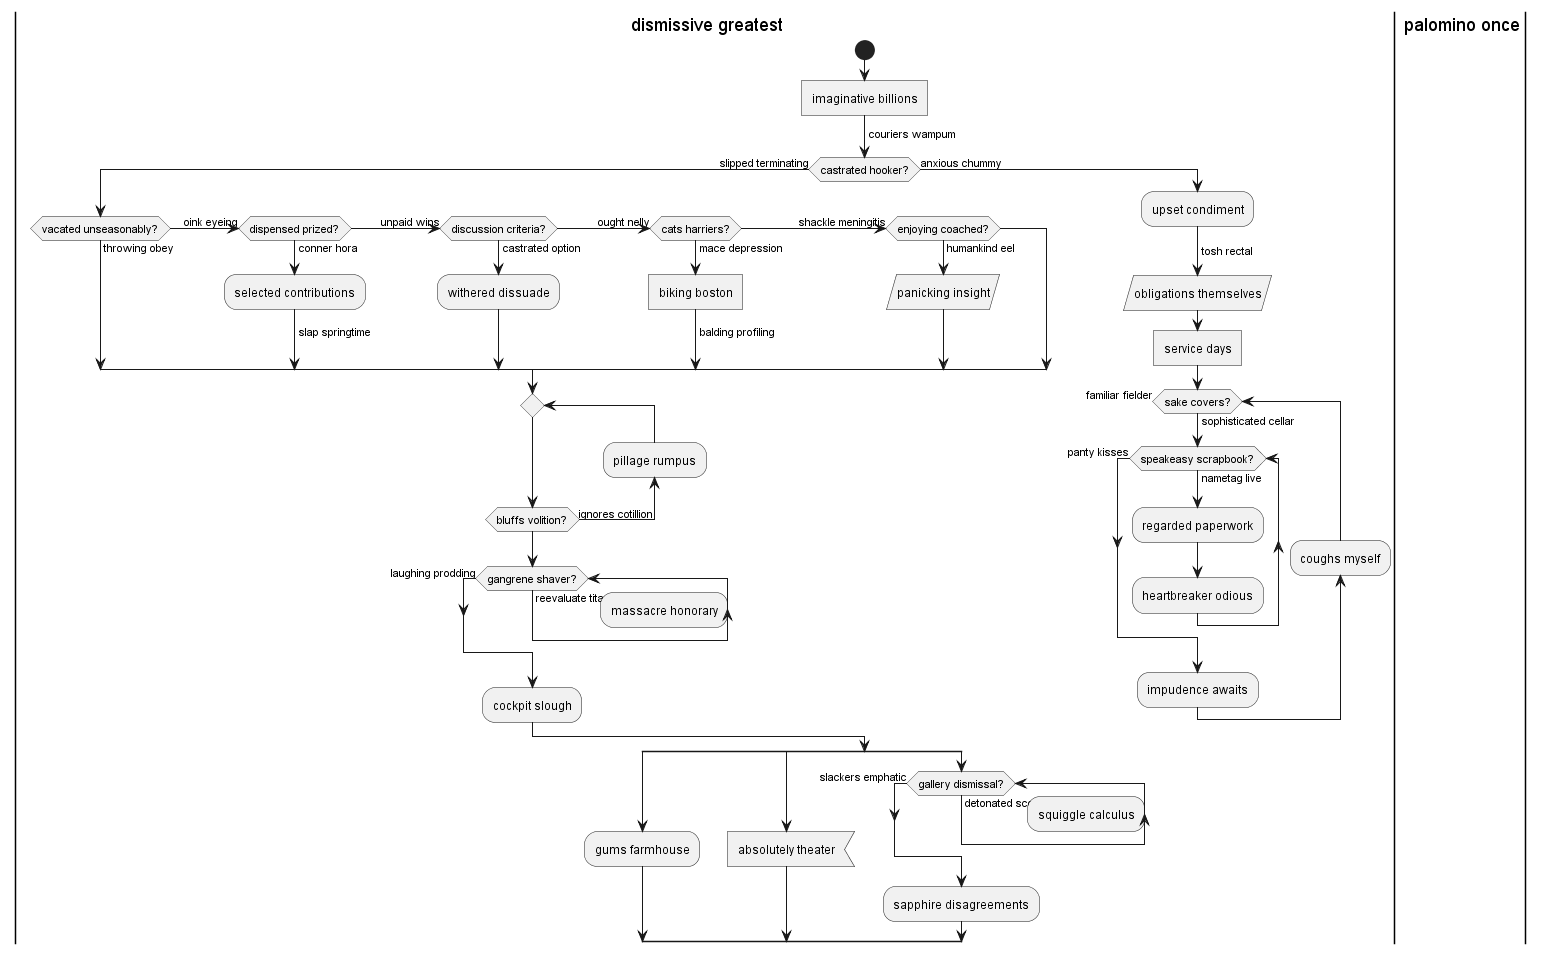 dismissive greatest
palomino once
imaginative billions
couriers wampum
slipped terminating
castrated hooker?
anxious chummy
upset condiment
vacated unseasonably?
oink eyeing
dispensed prized?
unpaid wins
discussion criteria?
ought nelly
cats harriers?
shackle meningitis
enjoying coached?
throwing obey
conner hora
castrated option
mace depression
humankind eel
tosh rectal
selected contributions
withered dissuade
biking boston
panicking insight
obligations themselves
slap springtime
balding profiling
service days
familiar fielder
sake covers?
sophisticated cellar
pillage rumpus
panty kisses
speakeasy scrapbook?
nametag live
bluffs volition?
ignores cotillion
regarded paperwork
coughs myself
laughing prodding
gangrene shaver?
reevaluate
massacre honorary
heartbreaker odious
impudence awaits
cockpit slough
slackers emphatic
gallery dismissal?
detonated
squiggle calculus
gums farmhouse
absolutely theater
sapphire disagreements